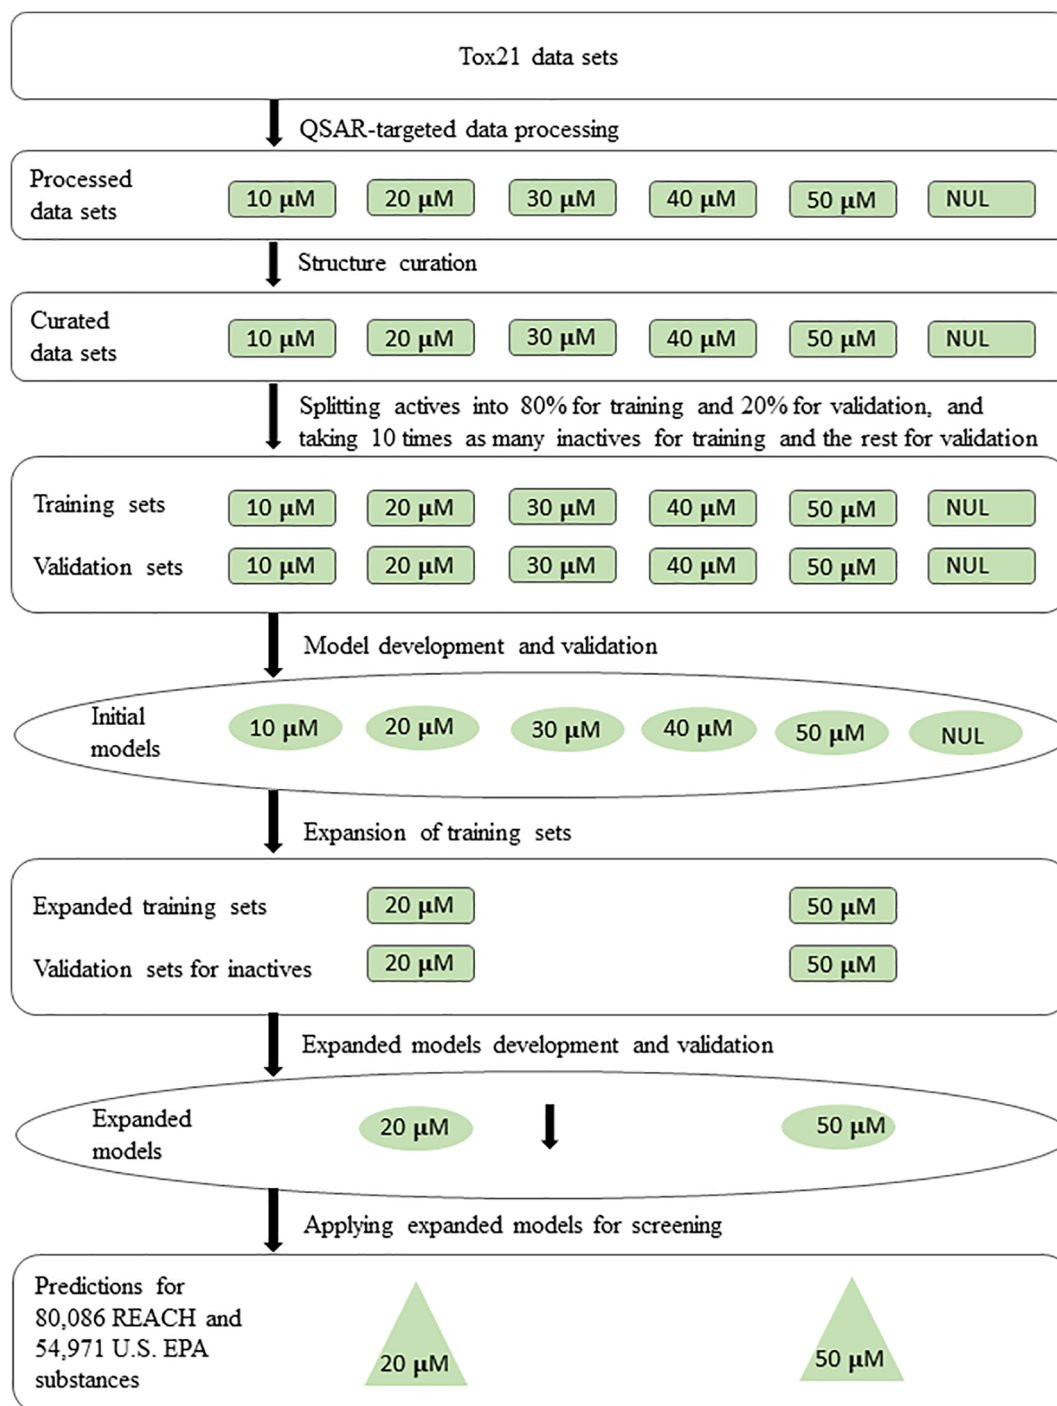 Tox21 data sets
QSAR-targeted data processing
Processed
data sets
10 μM 20 μM 30 μM 40 μM 50 μM NUL
Structure curation
Curated
data sets
10 μM 20 μM 30 μM 40 μM 50 μM NUL
Splitting actives into 80% for training and 20% for validation, and
taking 10 times as many inactives for training and the rest for validation
Training sets 10 μM 20 μM 30 μM 40 μM 50 μM NUL
Validation sets 10 μM 20 μM 30 μM 40 μM 50 μM NUL
Model development and validation
Initial
models
10 μM 20 μM 30 μM 40 μM 50 μM NUL
Expansion of training sets
Expanded training sets 20 μM 50 μM
Validation sets for inactives 20 μM 50 μM
Expanded models development and validation
Expanded
models
20 μM 50 μM
Applying expanded models for screening
Predictions for
80,086 REACH and
54,971 U.S. EPA
substances
20 μM 50 μM